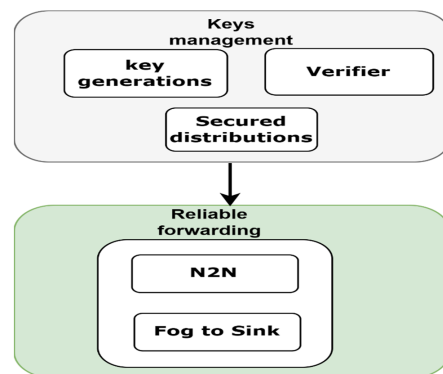 Keys
management
key
generations
Verifier
Secured
distributions
Reliable
forwarding
N2N
Fog to Sink